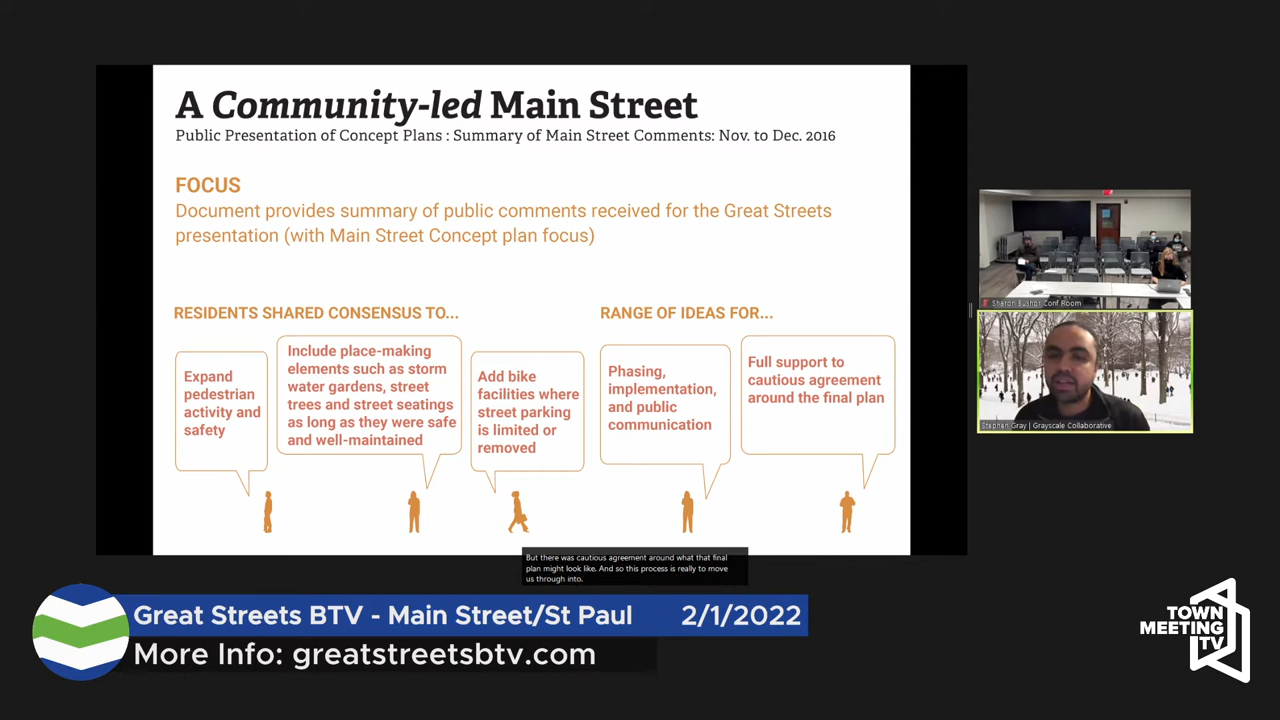 A Community-led Main Street
Public Presentation of Concept Plans : Summary of Main Street Comments: Nov. to Dec. 2016
FOCUS
Document provides summary of public comments received for the Great Streets
presentation (with Main Street Concept plan focus)
RESIDENTS SHARED CONSENSUS TO...
Expand
pedestrian
activity and
safety
Include place-making
elements such as storm
water gardens, street
trees and street seatings
as long as they were safe
and well-maintained
Add bike
facilities where
street parking
is limited or
removed
RANGE OF IDEAS FOR...
Phasing,
implementation,
and public
communication
Full support to
cautious agreement
around the final plan
Sharon Bushor Conf Room
Stephen Gray | Grayscale Collaborative
But there was cautious agreement around what that final
plan might look like. And so this process is really to move
us through into.
Great Streets BTV - Main Street/St Paul 2/1/2022
More Info: greatstreetsbtv.com
TOWN
MEETING
TV